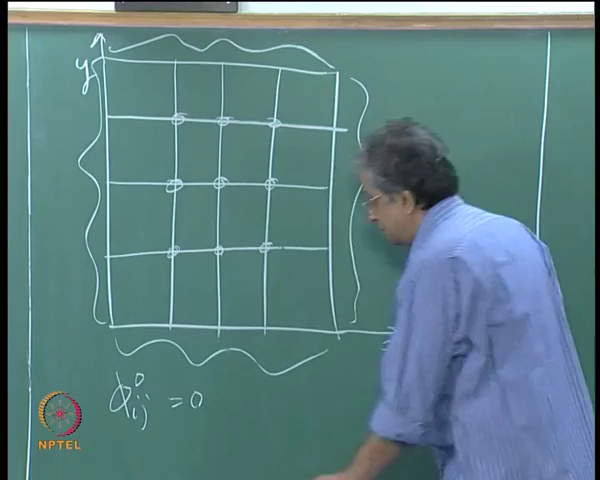 y
ϕ⁰ᵢⱼ = 0
NPTEL